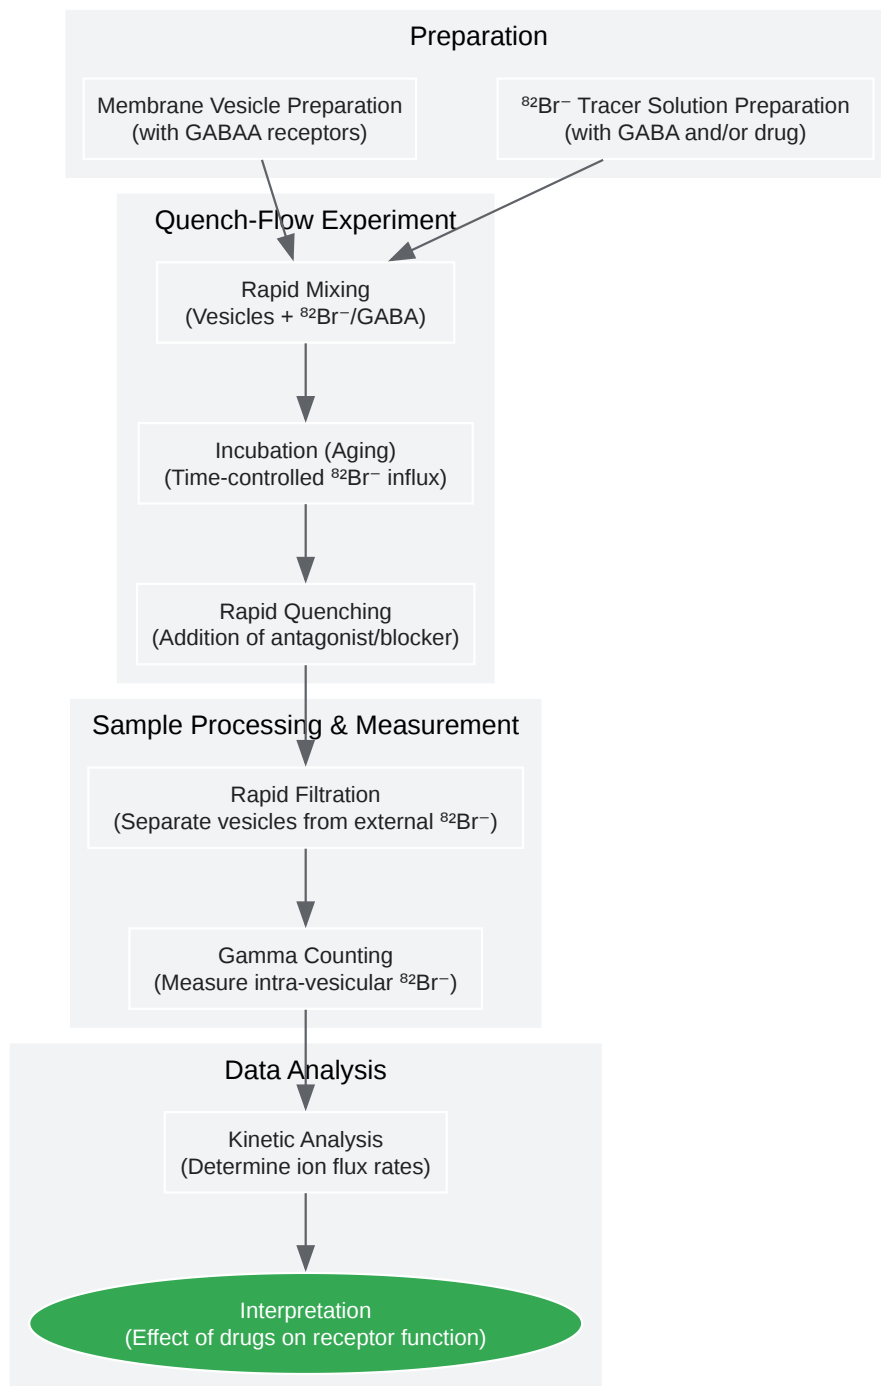 Preparation
Membrane Vesicle Preparation
(with GABAA receptors)
⁸²Br⁻ Tracer Solution Preparation
(with GABA and/or drug)
Quench-Flow Experiment
Rapid Mixing
(Vesicles + ⁸²Br⁻/GABA)
Incubation (Aging)
(Time-controlled ⁸²Br⁻ influx)
Rapid Quenching
(Addition of antagonist/blocker)
Sample Processing & Measurement
Rapid Filtration
(Separate vesicles from external ⁸²Br⁻)
Gamma Counting
(Measure intra-vesicular ⁸²Br⁻)
Data Analysis
Kinetic Analysis
(Determine ion flux rates)
Interpretation
(Effect of drugs on receptor function)